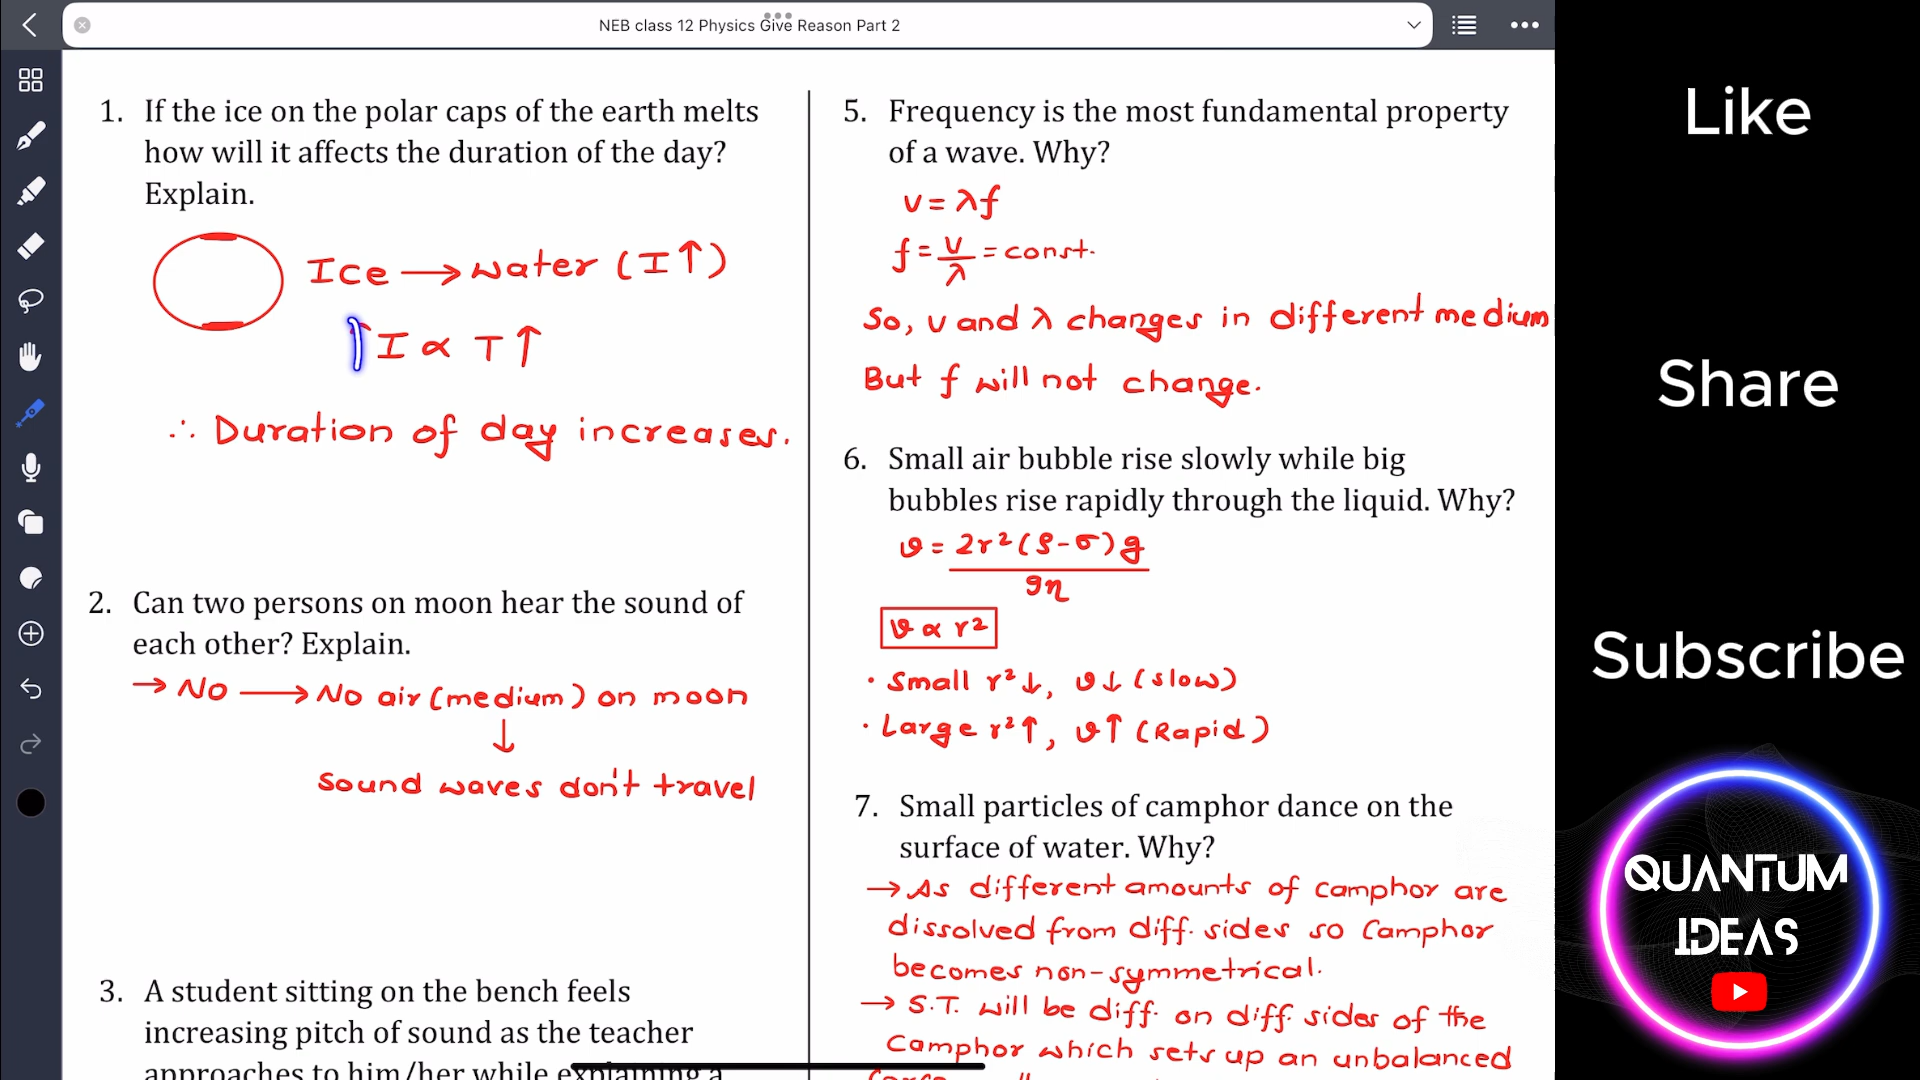 NEB class 12 Physics Give Reason Part 2
1. If the ice on the polar caps of the earth melts
how will it affects the duration of the day?
Explain.
Ice → water (I↑)
↑I ∝ T↑
∴ Duration of day increases.
2. Can two persons on moon hear the sound of
each other? Explain.
→ No → No air (medium) on moon
↓
Sound waves don't travel
3. A student sitting on the bench feels
increasing pitch of sound as the teacher
approaches to him/her while explaining a
5. Frequency is the most fundamental property
of a wave. Why?
v = λf
f = v/λ = const.
So, v and λ changes in different medium
But f will not change.
6. Small air bubble rise slowly while big
bubbles rise rapidly through the liquid. Why?
v = 2r²(ρ-σ)g
9η
v ∝ r²
· Small r²↓, v↓ (slow)
· Large r²↑, v↑ (Rapid)
7. Small particles of camphor dance on the
surface of water. Why?
→ As different amounts of camphor are
dissolved from diff. sides so camphor
becomes non-symmetrical.
→ S.T. will be diff. on diff. sides of the
camphor which sets up an unbalanced
Like
Share
Subscribe
QUANTUM
IDEAS